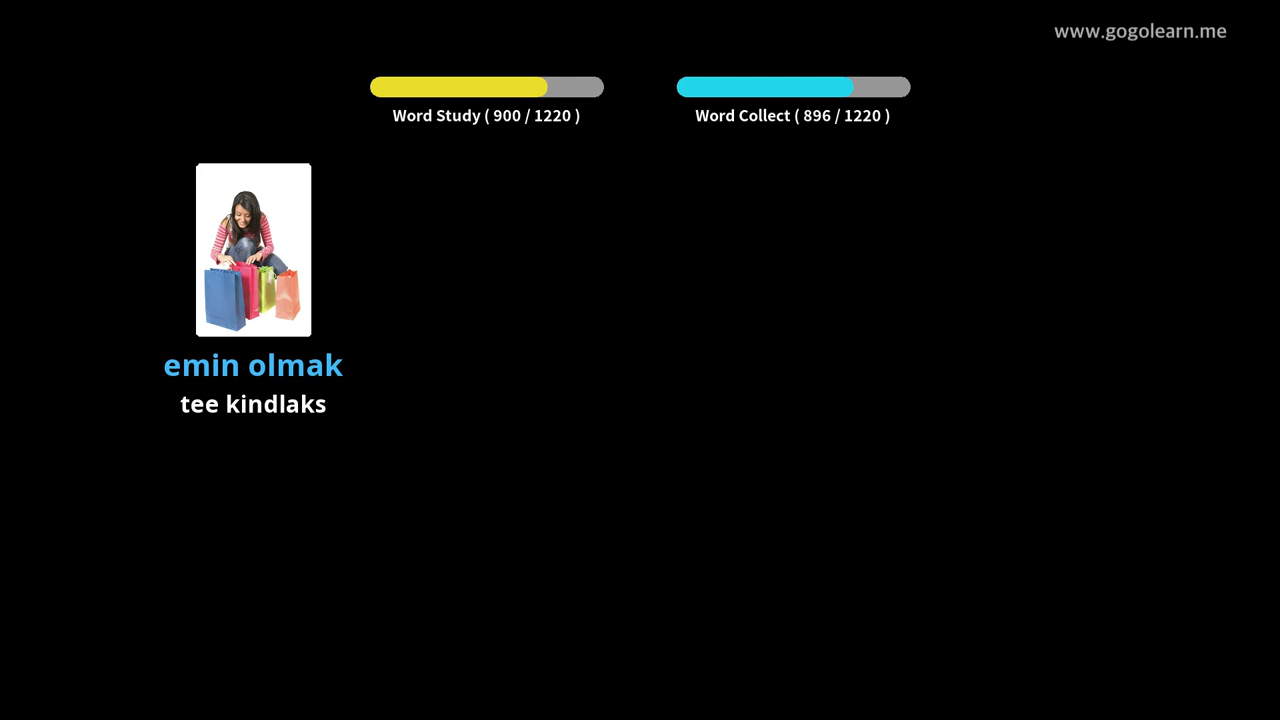 www.gogolearn.me
Word Study ( 900 / 1220 )
Word Collect ( 896 / 1220 )
emin olmak
tee kindlaks